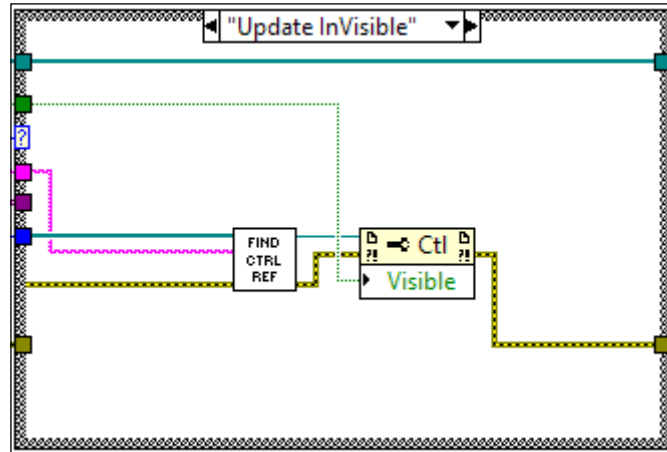 "Update InVisible"
?
FIND
CTRL
REF
?! Ctl ?!
Visible